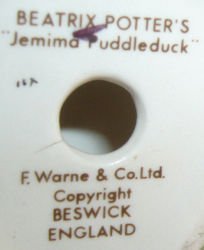 BEATRIX POTTER'S
"Jemima Puddleduck"
F. Warne & Co. Ltd.
Copyright
BESWICK
ENGLAND